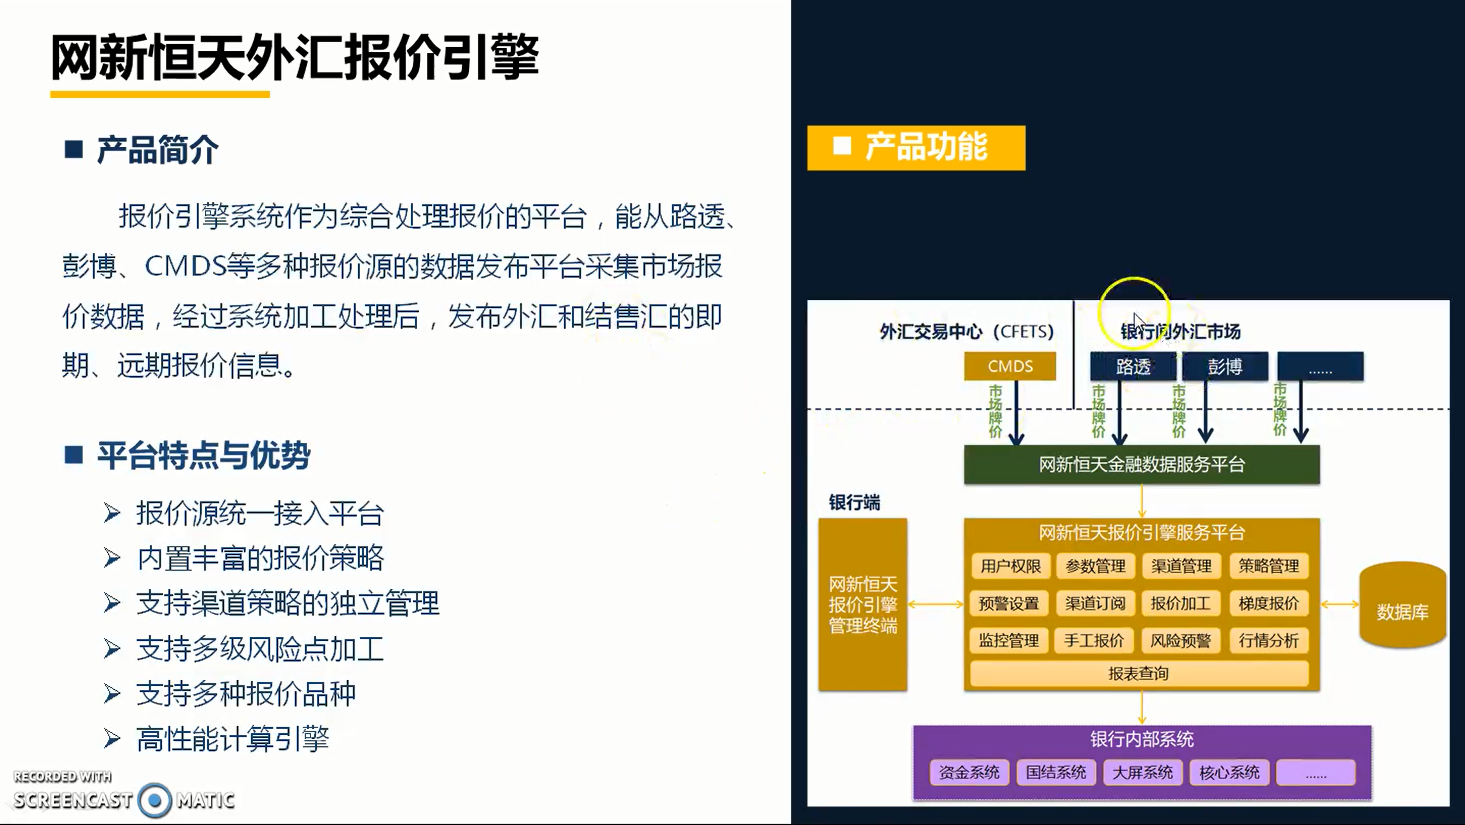 网新恒天外汇报价引擎
产品简介
报价引擎系统作为综合处理报价的平台，能从路透、
彭博、CMDS等多种报价源的数据发布平台采集市场报
价数据，经过系统加工处理后，发布外汇和结售汇的即
期、远期报价信息。
平台特点与优势
报价源统一接入平台
内置丰富的报价策略
支持渠道策略的独立管理
支持多级风险点加工
支持多种报价品种
高性能计算引擎
RECORDED WITH
SCREENCAST MATIC
产品功能
外汇交易中心（CFETS）
银行间外汇市场
CMDS
路透
彭博
......
市场牌价
市场牌价
市场牌价
市场牌价
网新恒天金融数据服务平台
银行端
网新恒天
报价引擎
管理终端
网新恒天报价引擎服务平台
用户权限 参数管理 渠道管理 策略管理
预警设置 渠道订阅 报价加工 梯度报价
监控管理 手工报价 风险预警 行情分析
报表查询
数据库
银行内部系统
资金系统 国结系统 大屏系统 核心系统 ......